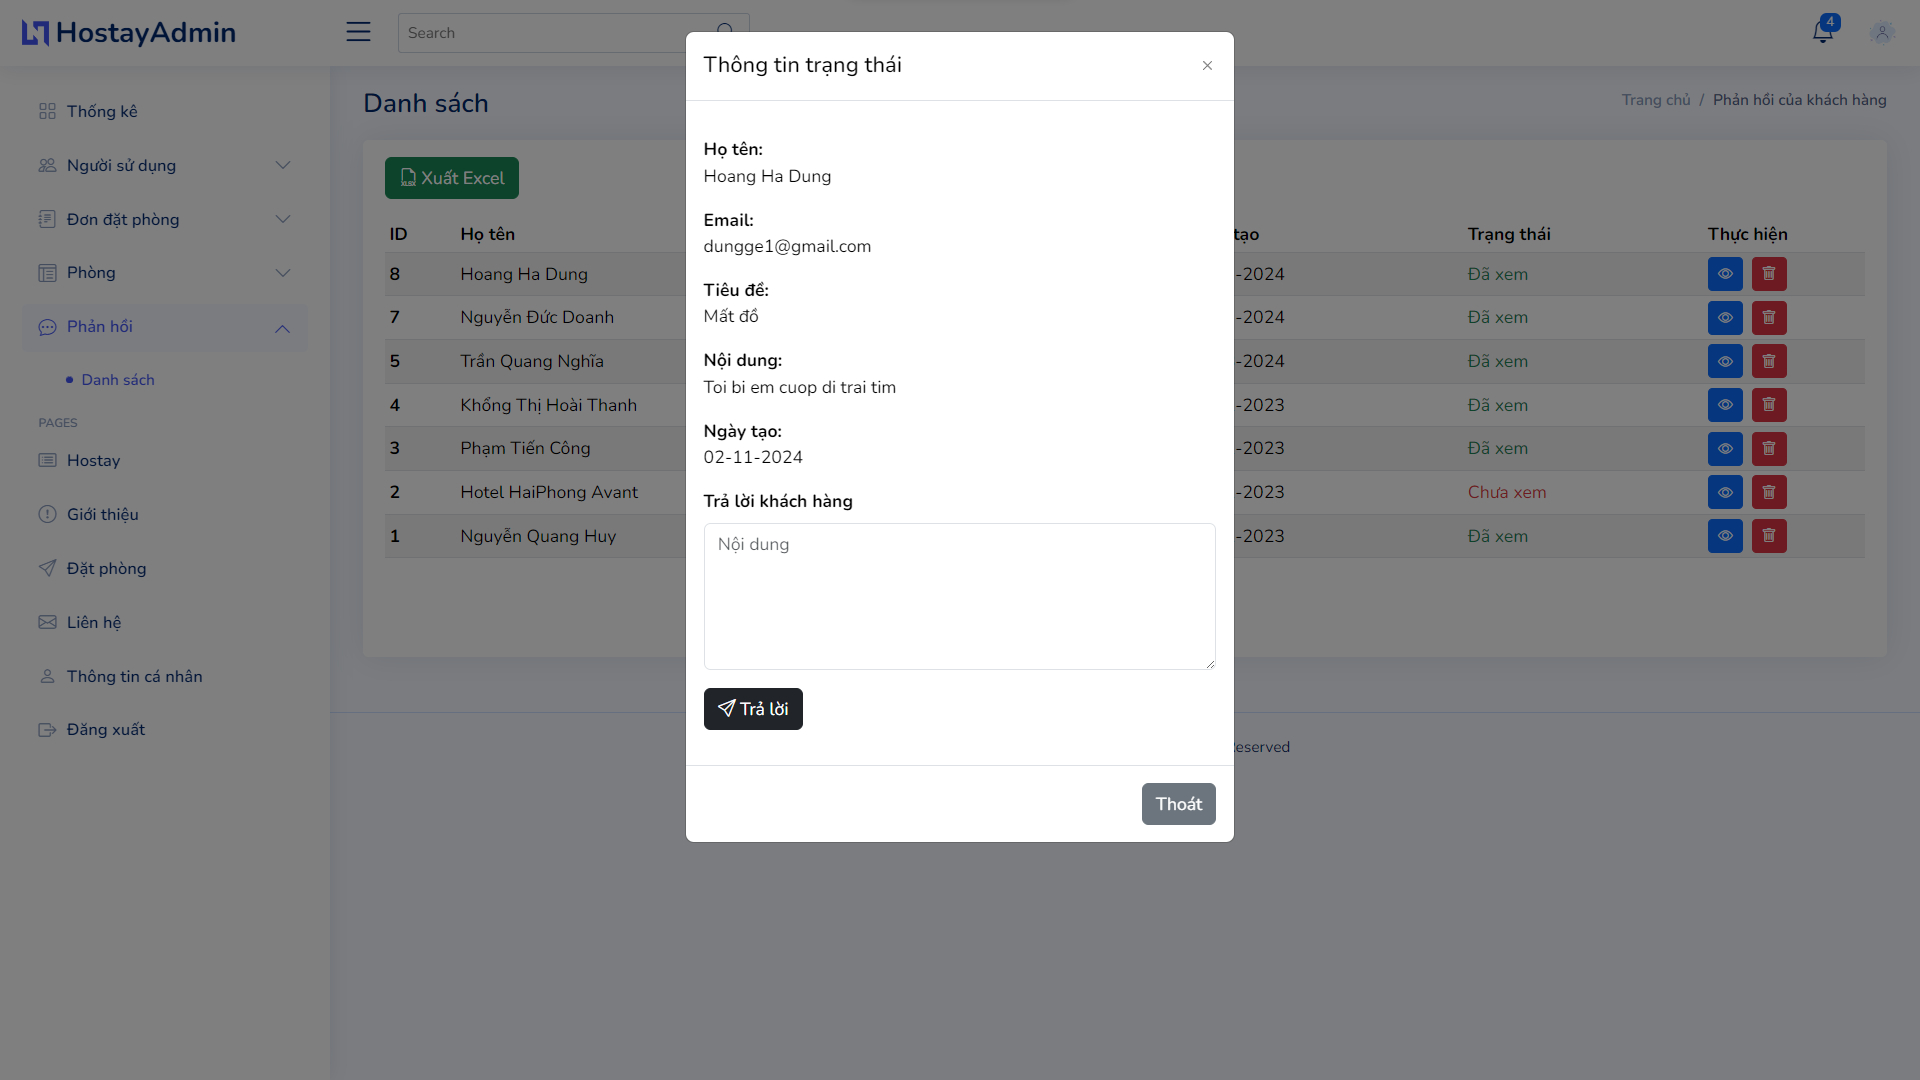 HostayAdmin
Search
4
Thống kê
Người sử dụng
Đơn đặt phòng
Phòng
Phản hồi
Danh sách
PAGES
Hostay
Giới thiệu
Đặt phòng
Liên hệ
Thông tin cá nhân
Đăng xuất
Danh sách
Trang chủ / Phản hồi của khách hàng
Xuất Excel
ID Họ tên tạo Trạng thái Thực hiện
8 Hoang Ha Dung -2024 Đã xem
7 Nguyễn Đức Doanh -2024 Đã xem
5 Trần Quang Nghĩa -2024 Đã xem
4 Khổng Thị Hoài Thanh -2023 Đã xem
3 Phạm Tiến Công -2023 Đã xem
2 Hotel HaiPhong Avant -2023 Chưa xem
1 Nguyễn Quang Huy -2023 Đã xem
Thông tin trạng thái
×
Họ tên:
Hoang Ha Dung
Email:
dungge1@gmail.com
Tiêu đề:
Mất đồ
Nội dung:
Toi bi em cuop di trai tim
Ngày tạo:
02-11-2024
Trả lời khách hàng
Nội dung
Trả lời
Thoát